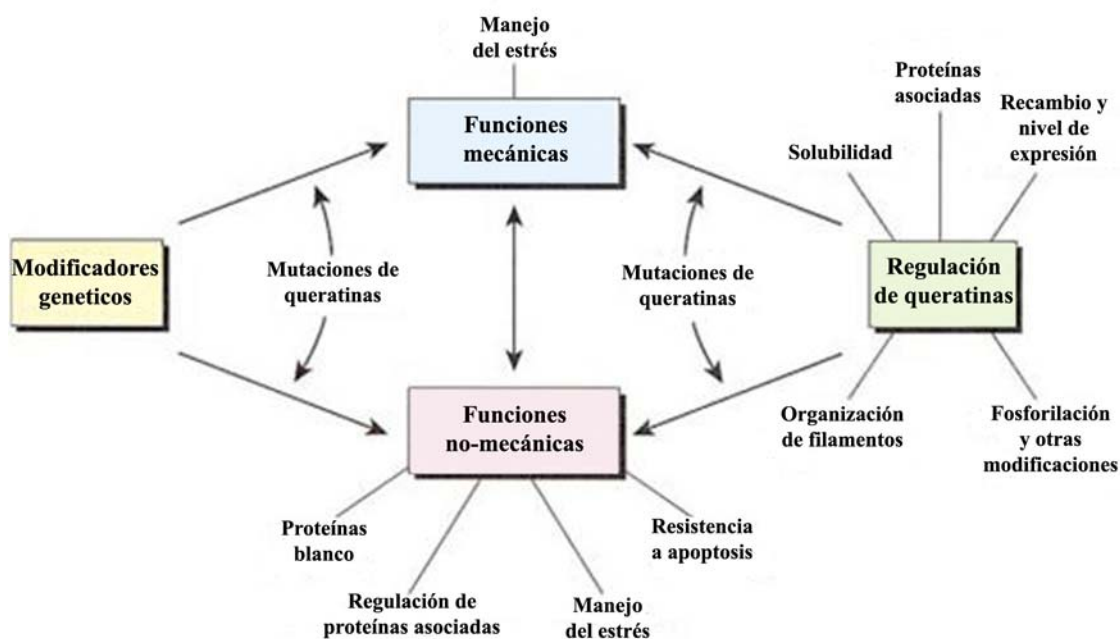 Manejo
del estrés
Funciones
mecánicas
Proteínas
asociadas
Recambio y
nivel de
expresión
Solubilidad
Modificadores
geneticos
Mutaciones de
queratinas
Mutaciones de
queratinas
Regulación
de queratinas
Funciones
no-mecánicas
Organización
de filamentos
Fosforilación
y otras
modificaciones
Proteínas
blanco
Regulación de
proteínas asociadas
Manejo
del estrés
Resistencia
a apoptosis